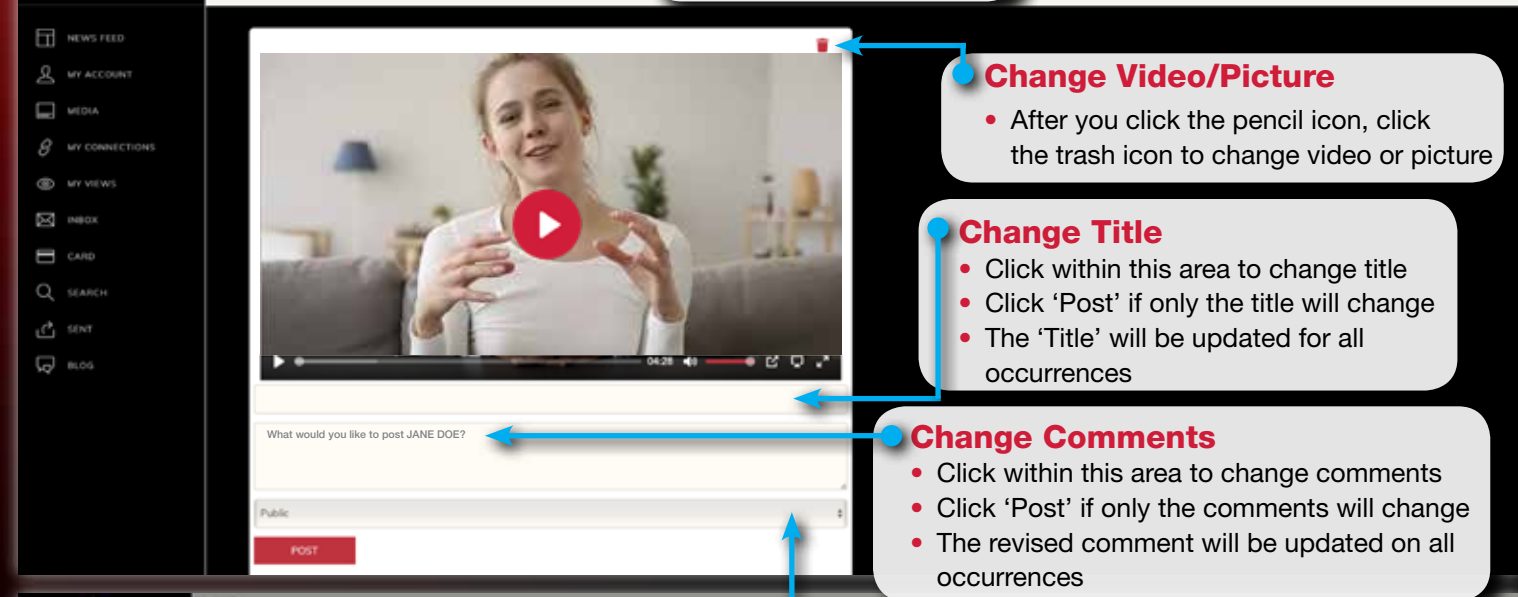 NEWS FEED
MY ACCOUNT
MEDIA
MY CONNECTIONS
MY VIEWS
INBOX
CARD
SEARCH
SENT
BLOG
04:28
What would you like to post JANE DOE?
Public
POST
Change Video/Picture
• After you click the pencil icon, click
the trash icon to change video or picture
Change Title
• Click within this area to change title
• Click ‘Post’ if only the title will change
• The ‘Title’ will be updated for all
occurrences
Change Comments
• Click within this area to change comments
• Click ‘Post’ if only the comments will change
• The revised comment will be updated on all
occurrences